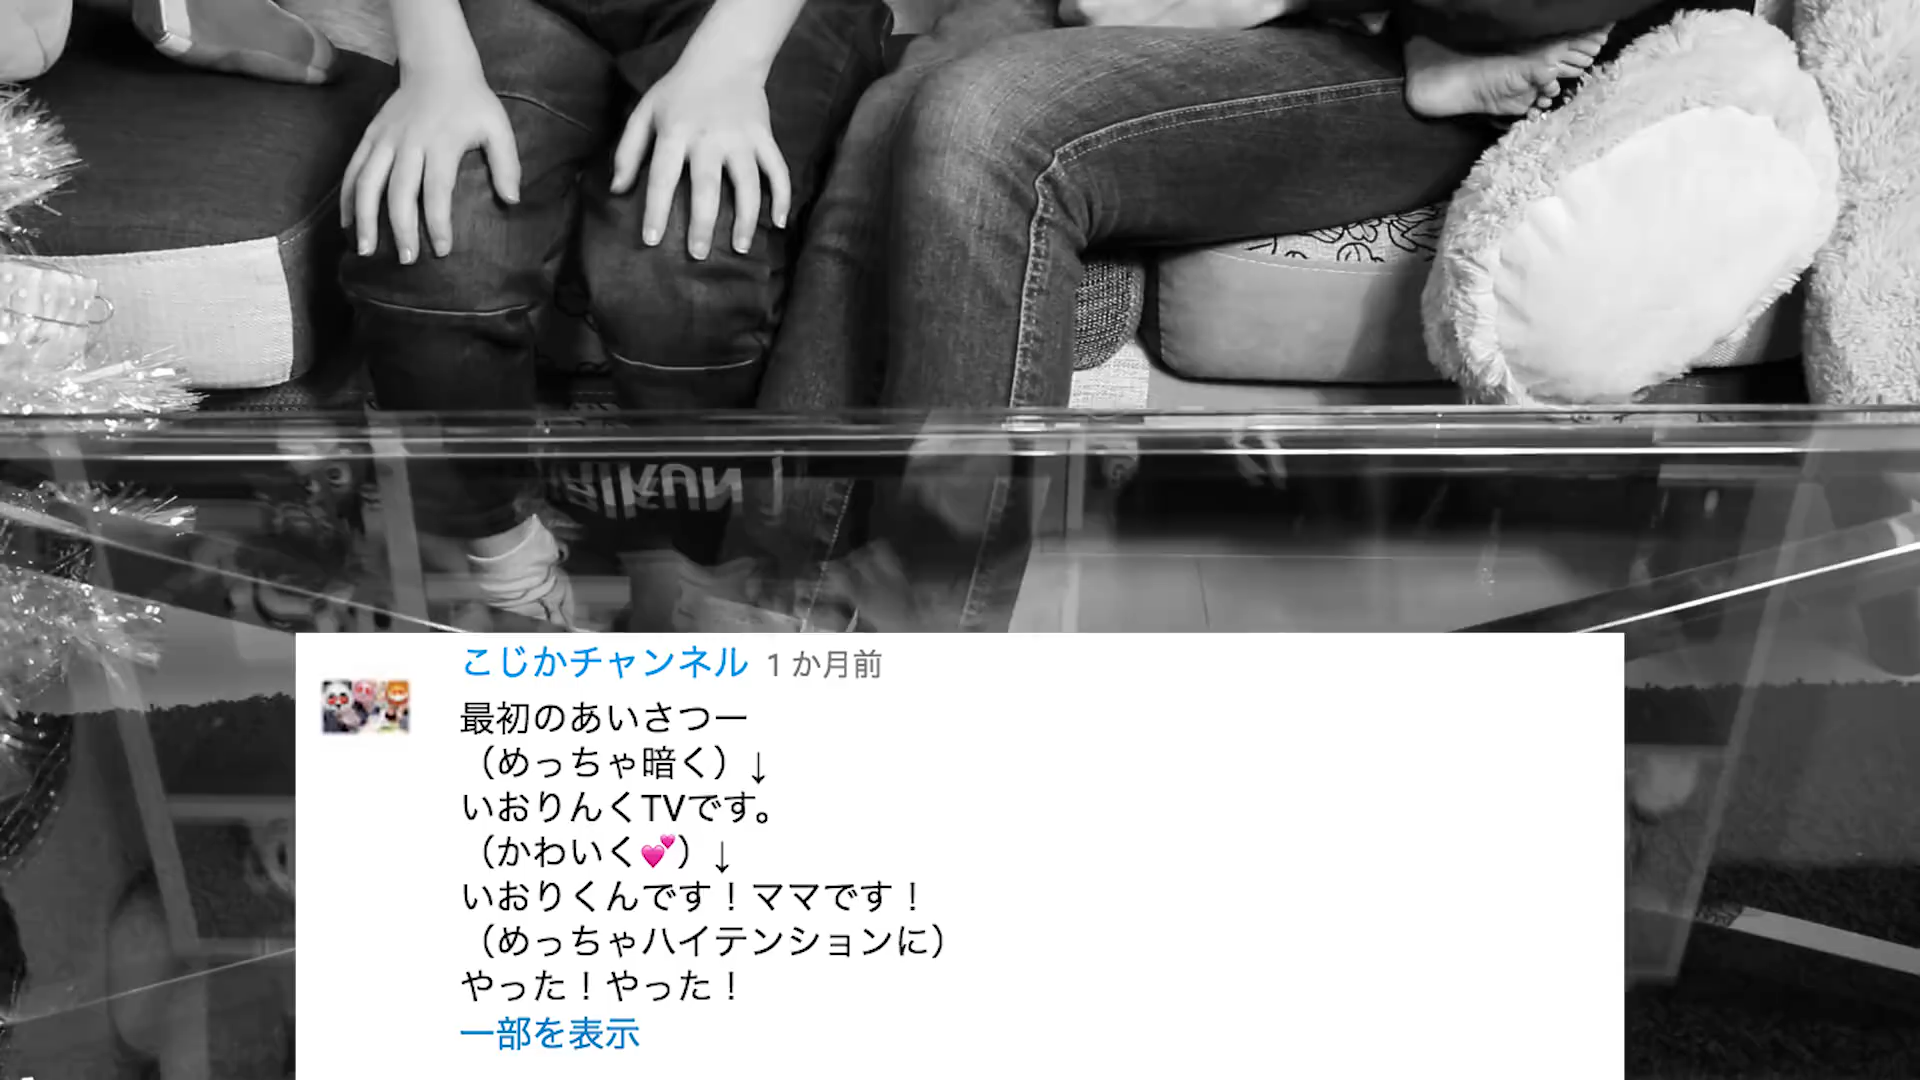 IKUN
こじかチャンネル 1 か月前
最初のあいさつー
（めっちゃ暗く）↓
いおりんくTVです。
（かわいく💕）↓
いおりくんです！ママです！
（めっちゃハイテンションに）
やった！やった！
一部を表示